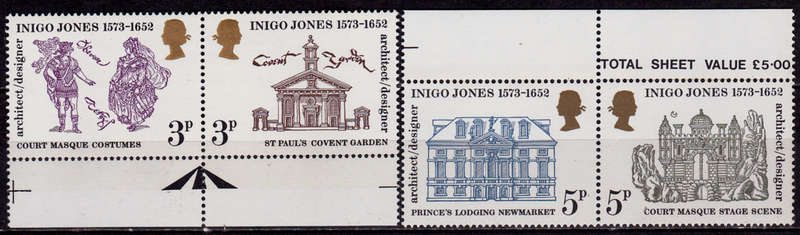 INIGO JONES 1573-1652
architect/designer
3p
COURT MASQUE COSTUMES
INIGO JONES 1573-1652
Covent Garden
architect/designer
3p
ST PAUL'S COVENT GARDEN
TOTAL SHEET VALUE £5·00
INIGO JONES 1573-1652
architect/designer
5p
PRINCE'S LODGING NEWMARKET
INIGO JONES 1573-1652
architect/designer
5p
COURT MASQUE STAGE SCENE